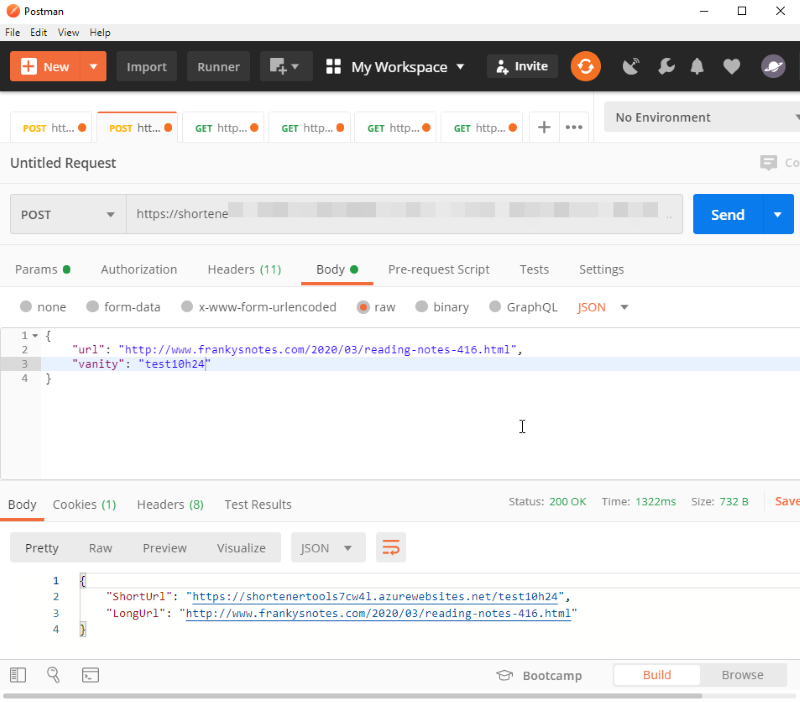 Postman
File Edit View Help
New Import Runner My Workspace Invite
POST htt... POST htt... GET http... GET http... GET http... GET http... No Environment
Untitled Request Co
POST https://shortene Send
Params Authorization Headers (11) Body Pre-request Script Tests Settings
none form-data x-www-form-urlencoded raw binary GraphQL JSON
1 {
2 "url": "http://www.frankysnotes.com/2020/03/reading-notes-416.html",
3 "vanity": "test10h24"
4 }
Body Cookies (1) Headers (8) Test Results Status: 200 OK Time: 1322ms Size: 732 B Save
Pretty Raw Preview Visualize JSON
1 {
2 "ShortUrl": "https://shortenertools7cw4l.azurewebsites.net/test10h24",
3 "LongUrl": "http://www.frankysnotes.com/2020/03/reading-notes-416.html"
4 }
Bootcamp Build Browse